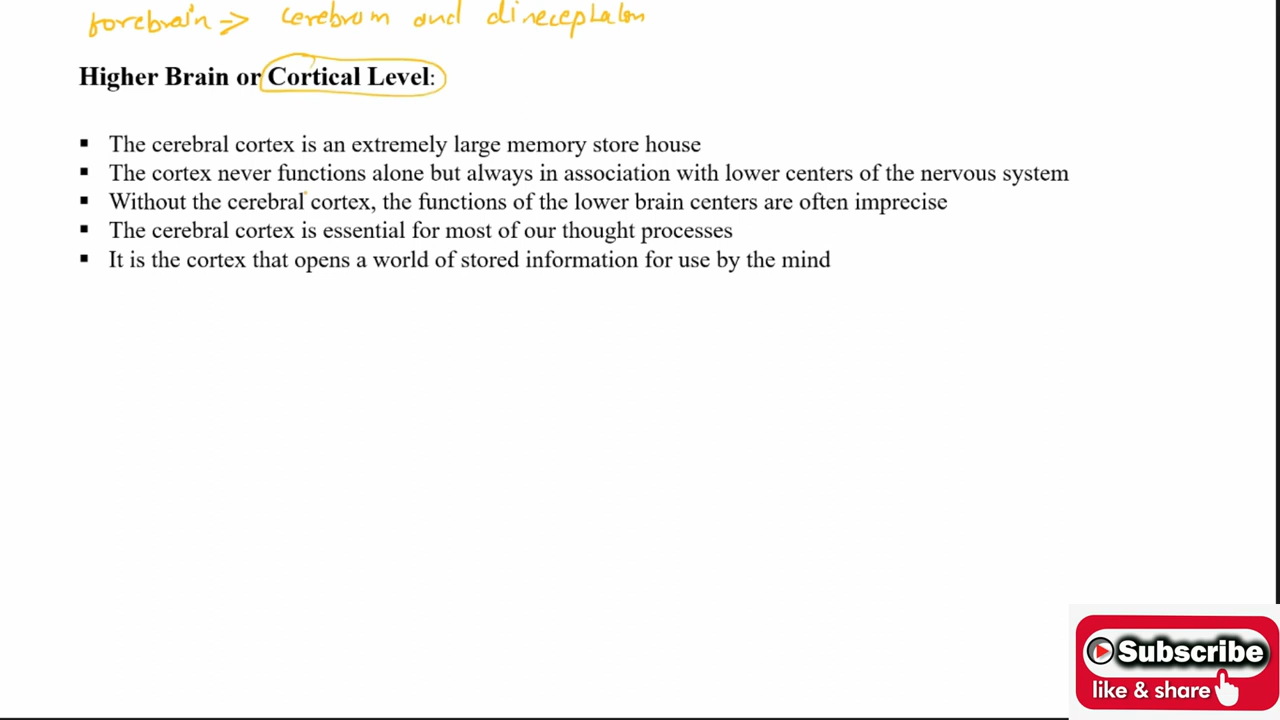 forebrain → cerebrum and dinecephalon
Higher Brain or Cortical Level:
▪ The cerebral cortex is an extremely large memory store house
▪ The cortex never functions alone but always in association with lower centers of the nervous system
▪ Without the cerebral cortex, the functions of the lower brain centers are often imprecise
▪ The cerebral cortex is essential for most of our thought processes
▪ It is the cortex that opens a world of stored information for use by the mind
Subscribe
like & share